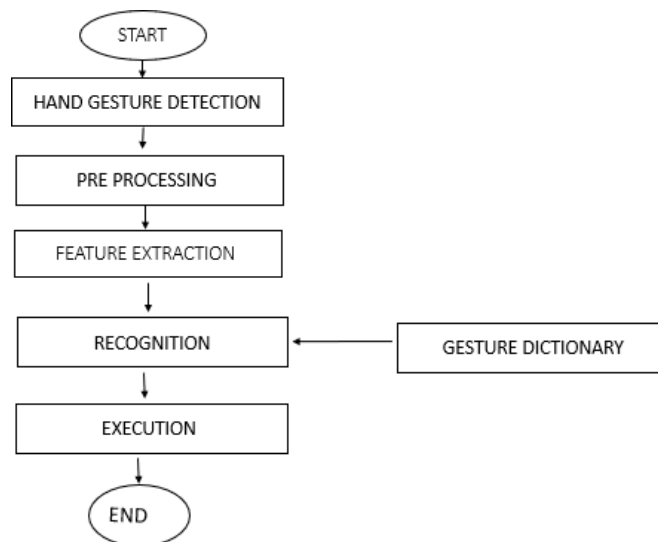 START
HAND GESTURE DETECTION
PRE PROCESSING
FEATURE EXTRACTION
RECOGNITION
GESTURE DICTIONARY
EXECUTION
END